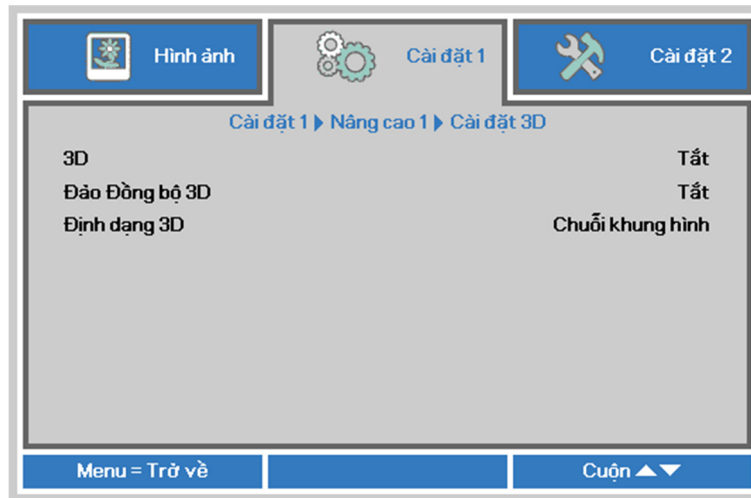 Hình ảnh
Cài đặt 1
Cài đặt 2
Cài đặt 1 ▶ Nâng cao 1 ▶ Cài đặt 3D
3D Tắt
Đảo Đồng bộ 3D Tắt
Định dạng 3D Chuỗi khung hình
Menu = Trở về
Cuộn ▲▼